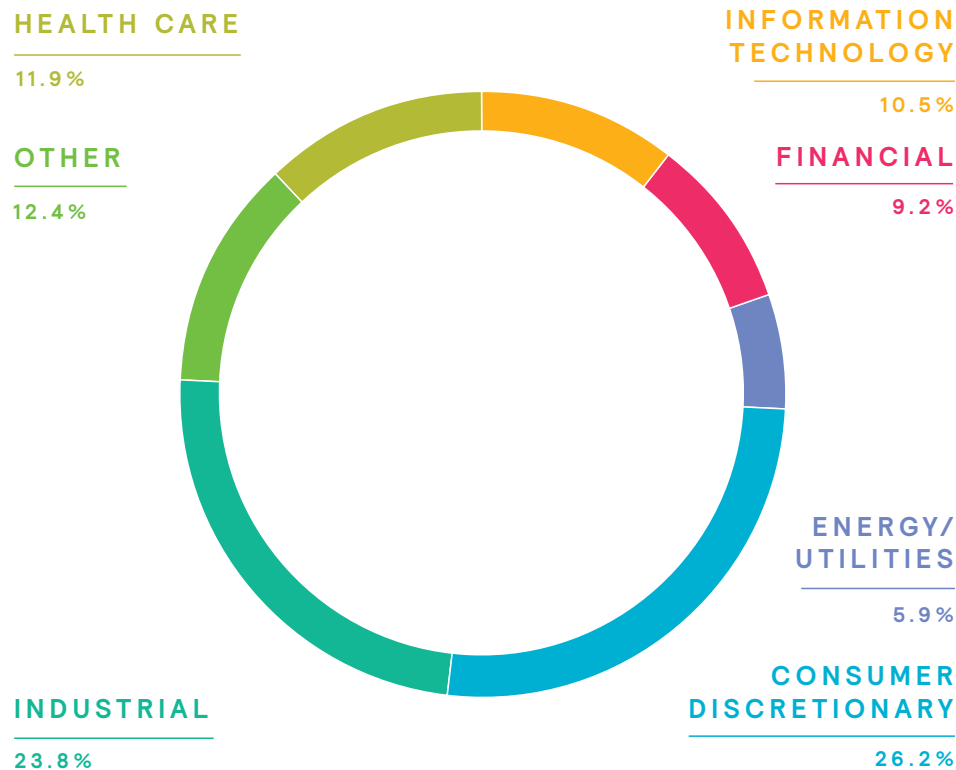 HEALTH CARE
11.9%
OTHER
12.4%
INDUSTRIAL
23.8%
INFORMATION
TECHNOLOGY
10.5%
FINANCIAL
9.2%
ENERGY/
UTILITIES
5.9%
CONSUMER
DISCRETIONARY
26.2%